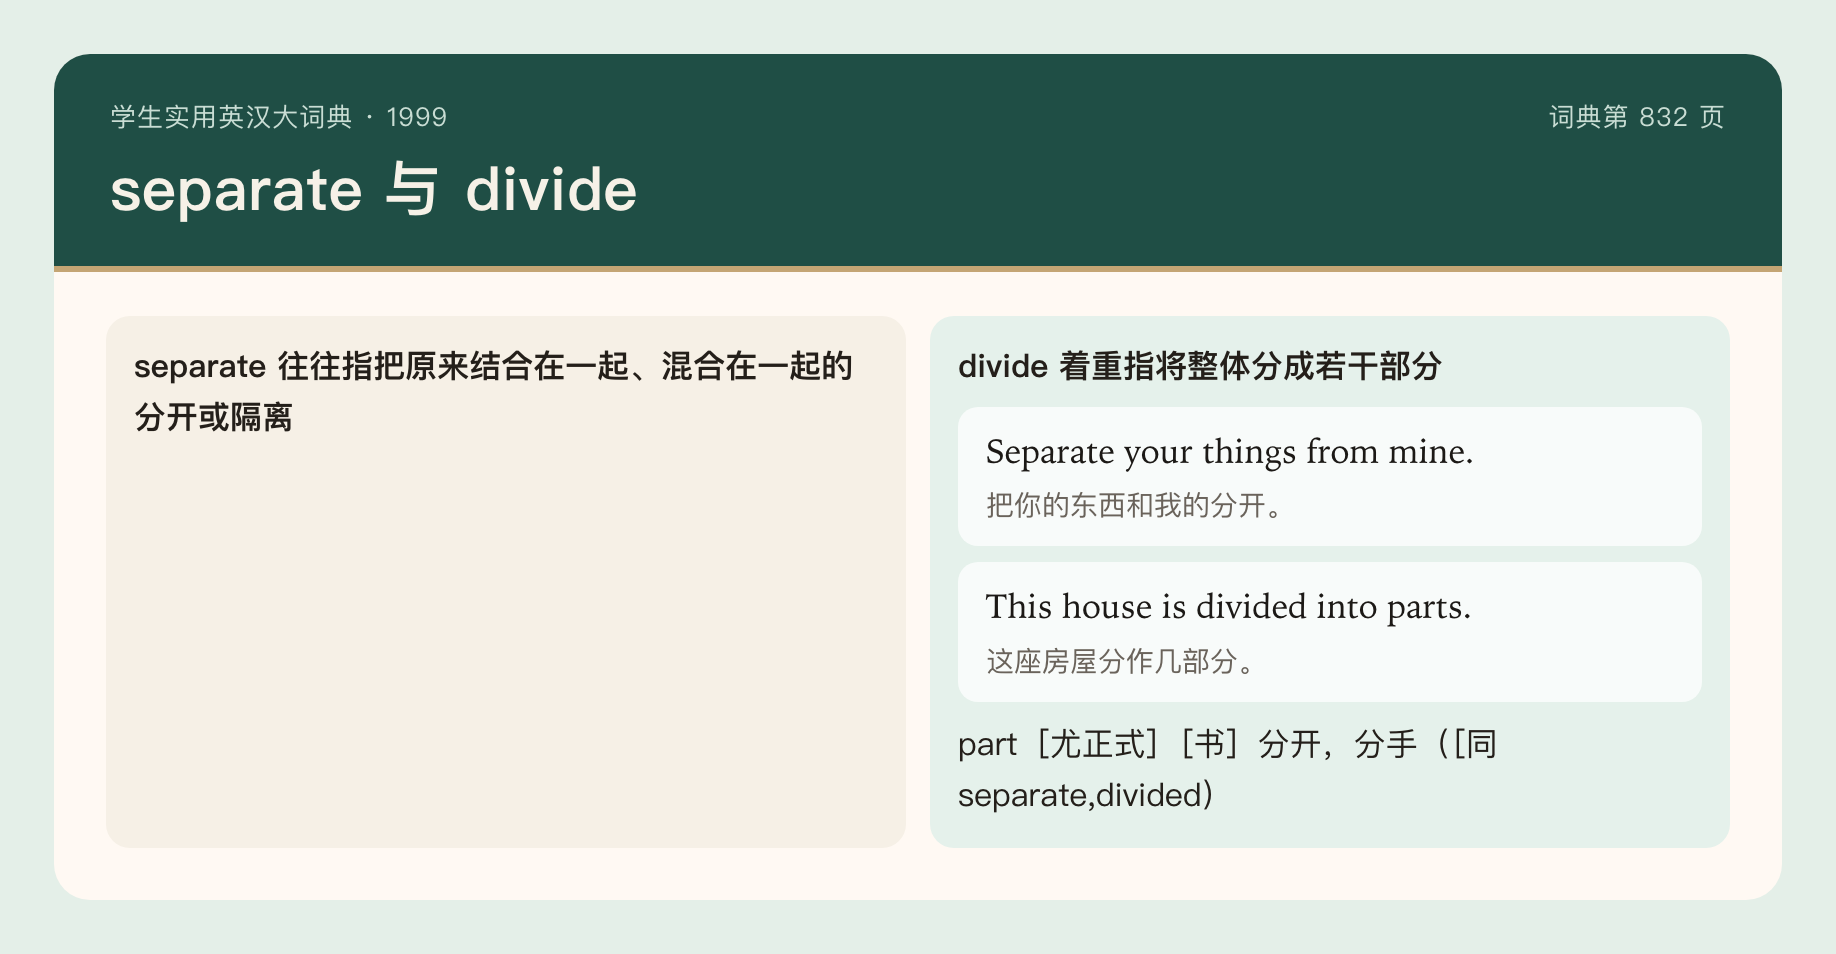 学生实用英汉大词典 · 1999
词典第 832 页
separate 与 divide
separate 往往指把原来结合在一起、混合在一起的
分开或隔离
divide 着重指将整体分成若干部分
Separate your things from mine.
把你的东西和我的分开。
This house is divided into parts.
这座房屋分作几部分。
part［尤正式］［书］分开，分手（［同
separate,divided）